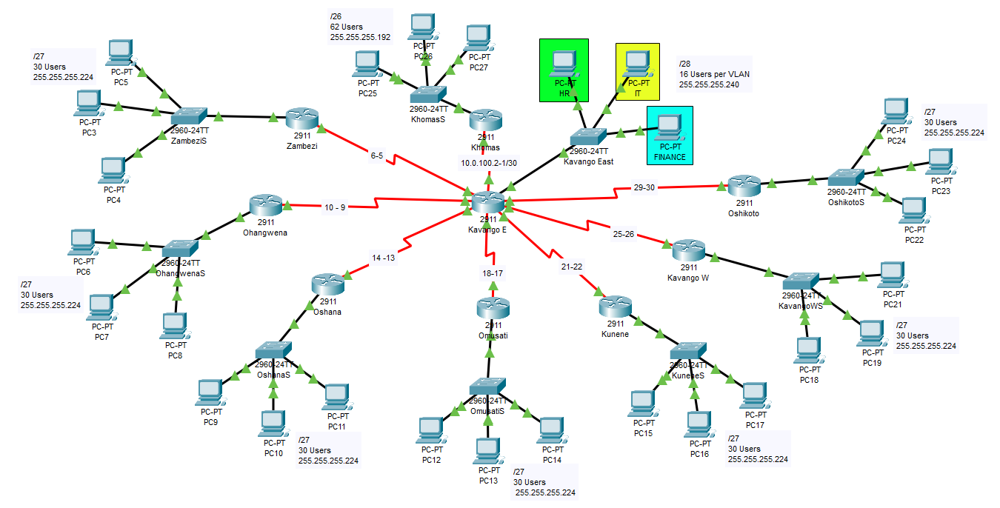 /26
62 Users
255.255.255.192
PC-PT
PC26
PC-PT
PC27
PC-PT
PC25
2960-24TT
KhomasS
2911
Khomas
10.0.100.2-1/30
/27
30 Users
255.255.255.224
PC-PT
PC5
PC-PT
PC3
PC-PT
PC4
2960-24TT
ZambeziS
2911
Zambezi
6-5
PC-PT
HR
PC-PT
IT
PC-PT
FINANCE
/28
16 Users per VLAN
255.255.255.240
2960-24TT
Kavango East
/27
30 Users
255.255.255.224
PC-PT
PC24
PC-PT
PC23
PC-PT
PC22
2960-24TT
OshikotoS
2911
Oshikoto
29-30
2911
Kavango E
10 - 9
2911
Ohangwena
2960-24TT
OhangwenaS
PC-PT
PC6
PC-PT
PC7
PC-PT
PC8
/27
30 Users
255.255.255.224
14 -13
2911
Oshana
2960-24TT
OshanaS
PC-PT
PC9
PC-PT
PC10
PC-PT
PC11
/27
30 Users
255.255.255.224
18-17
2911
Omusati
2960-24TT
OmusatiS
PC-PT
PC12
PC-PT
PC13
PC-PT
PC14
/27
30 Users
255.255.255.224
21-22
2911
Kunene
2960-24TT
KuneneS
PC-PT
PC15
PC-PT
PC16
PC-PT
PC17
/27
30 Users
255.255.255.224
25-26
2911
Kavango W
2960-24TT
KavangoWS
PC-PT
PC21
PC-PT
PC19
PC-PT
PC18
/27
30 Users
255.255.255.224